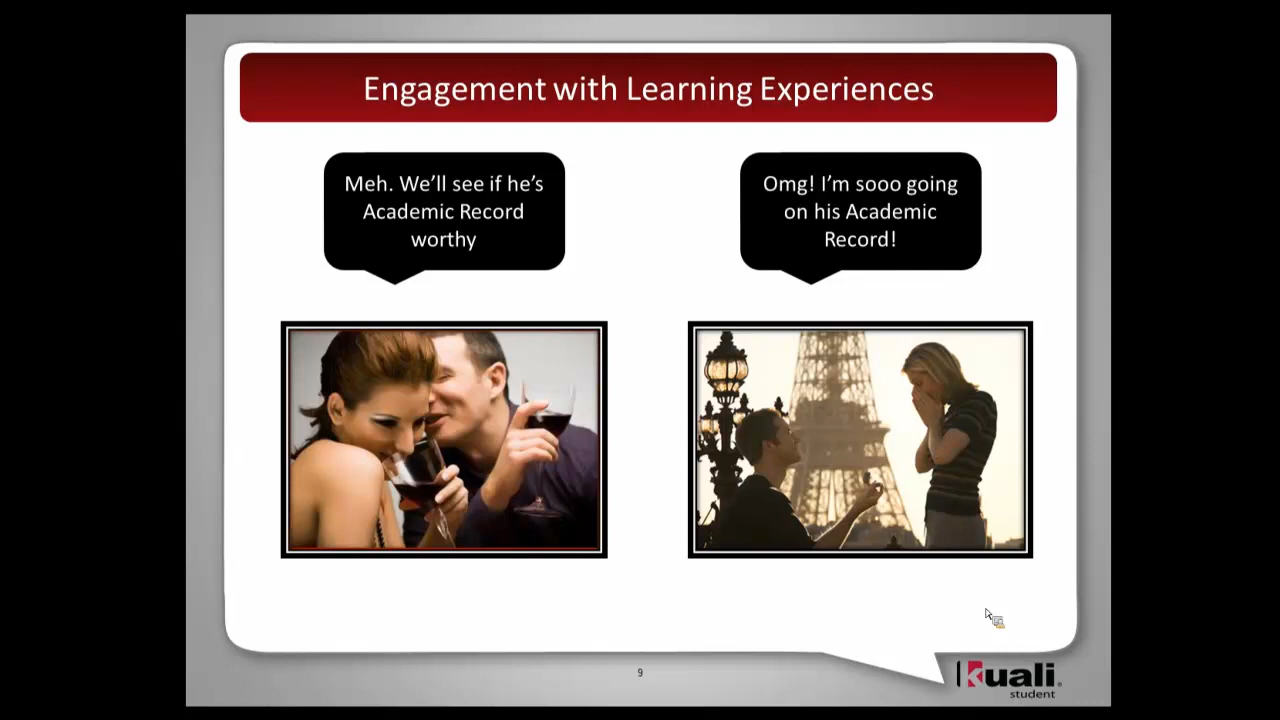 Engagement with Learning Experiences
Meh. We'll see if he's
Academic Record
worthy
Omg! I'm sooo going
on his Academic
Record!
9
kuali
student